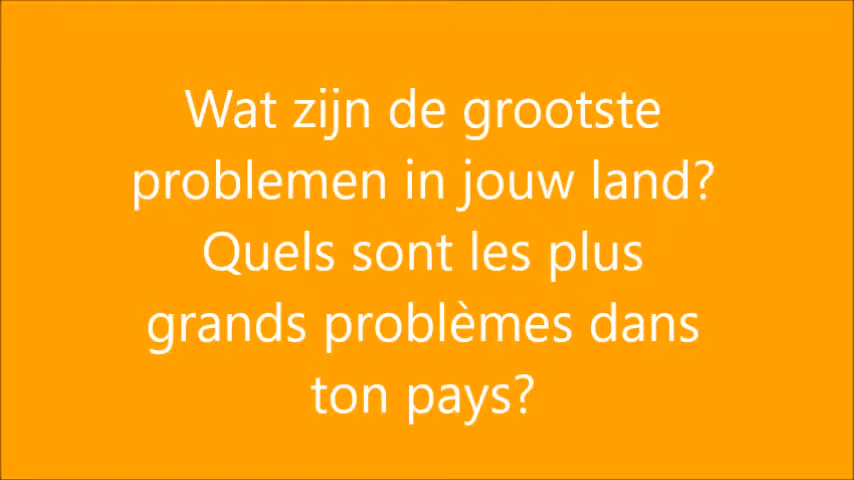 Wat zijn de grootste
problemen in jouw land?
Quels sont les plus
grands problèmes dans
ton pays?